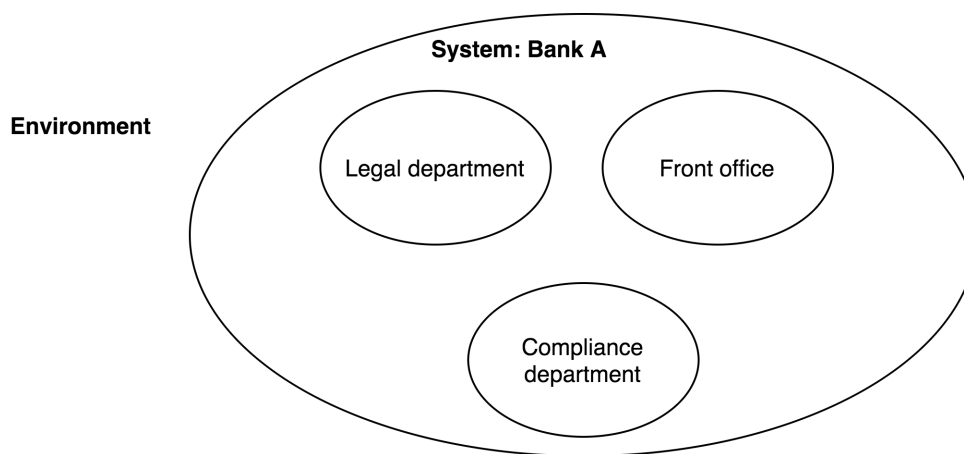 System: Bank A
Environment
Legal department
Front office
Compliance
department